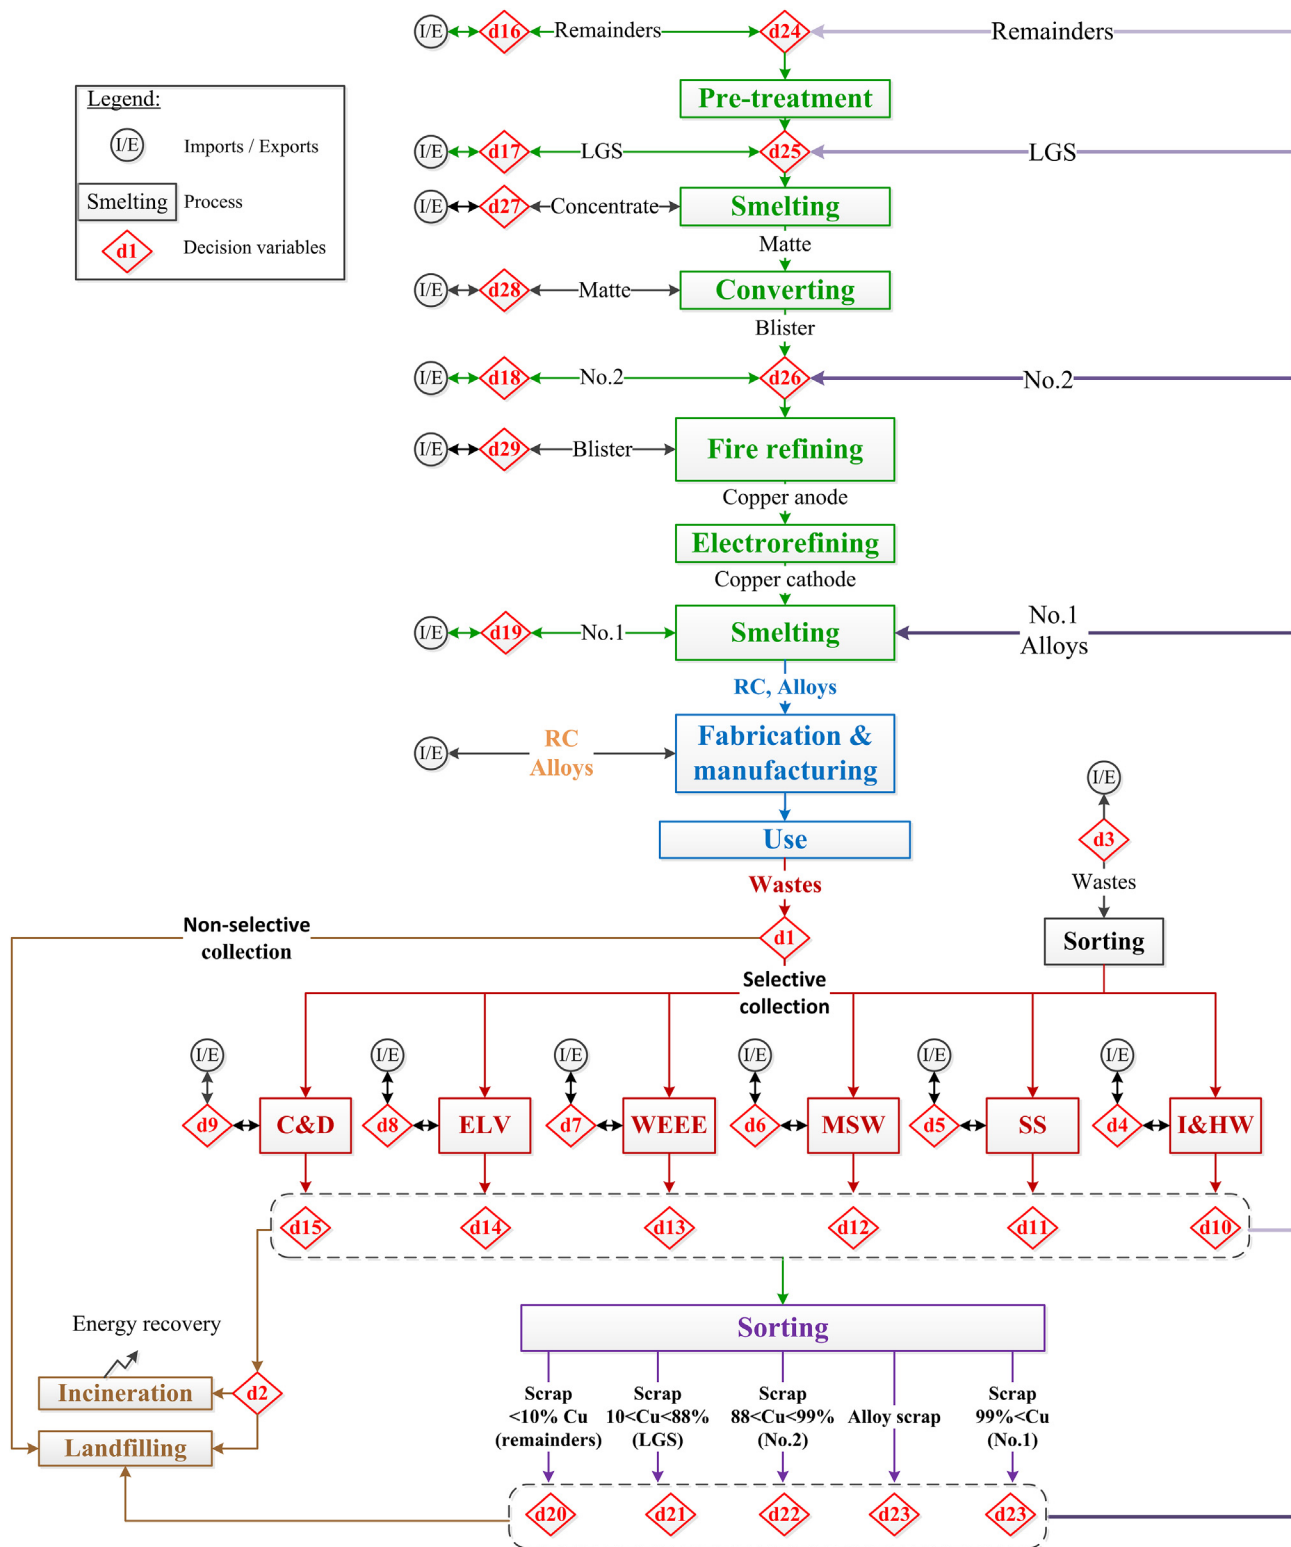 I/E d16 Remainders d24 Remainders
Pre-treatment
Legend:
I/E Imports / Exports
I/E d17 LGS d25 LGS
Smelting Process
I/E d27 Concentrate Smelting
d1 Decision variables
Matte
I/E d28 Matte Converting
Blister
I/E d18 No.2 d26 No.2
I/E d29 Blister Fire refining
Copper anode
Electrorefining
Copper cathode
I/E d19 No.1 Smelting
No.1
Alloys
RC, Alloys
I/E
RC
Alloys
Fabrication &
manufacturing
I/E
d3
Use
Wastes
Wastes
Non-selective
collection
d1
Sorting
Selective
collection
I/E I/E I/E I/E I/E I/E
d9 C&D d8 ELV d7 WEEE d6 MSW d5 SS d4 I&HW
d15 d14 d13 d12 d11 d10
Sorting
Energy recovery
Incineration d2
Landfilling
Scrap
<10% Cu
(remainders)
Scrap
10<Cu<88%
(LGS)
Scrap
88<Cu<99%
(No.2)
Alloy scrap
Scrap
99%<Cu
(No.1)
d20 d21 d22 d23 d23